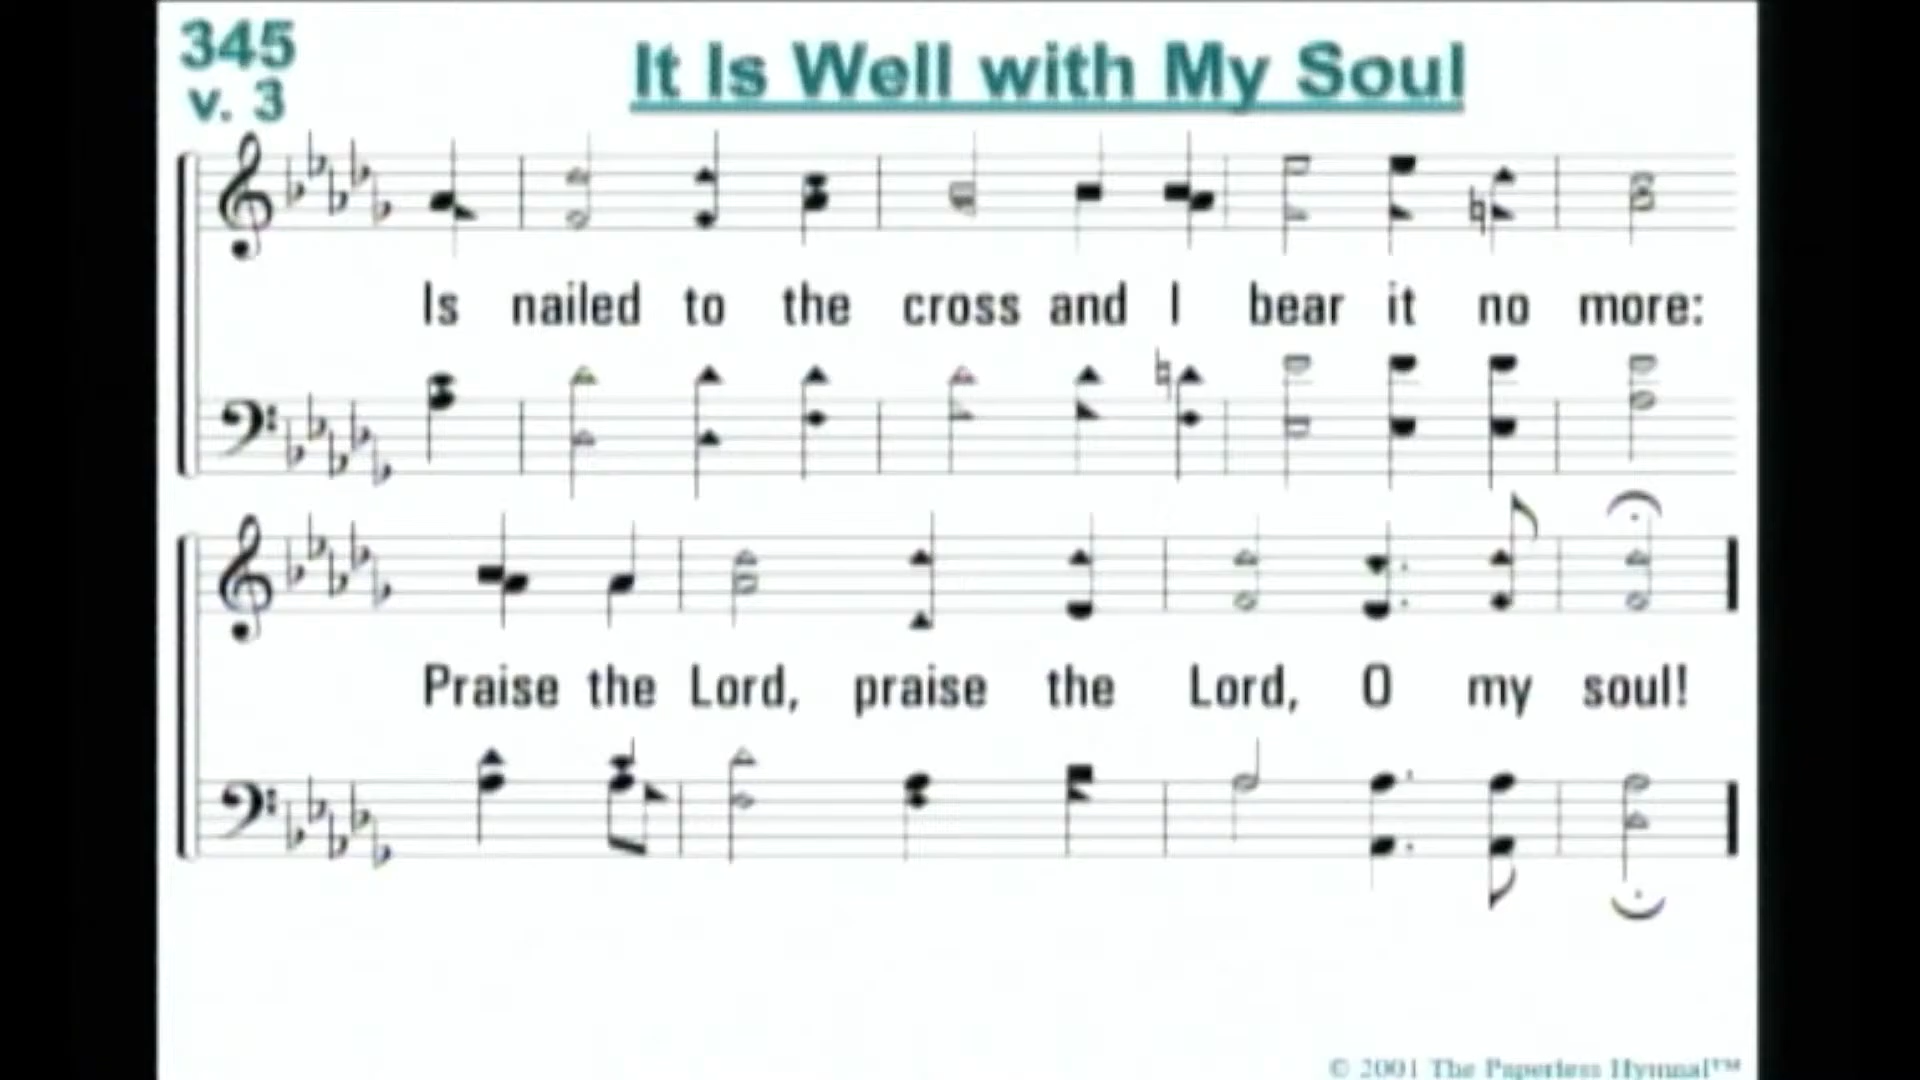 345
v. 3
It Is Well with My Soul
Is nailed to the cross and I bear it no more:
Praise the Lord, praise the Lord, O my soul!
© 2001 The Paperless Hymnal™